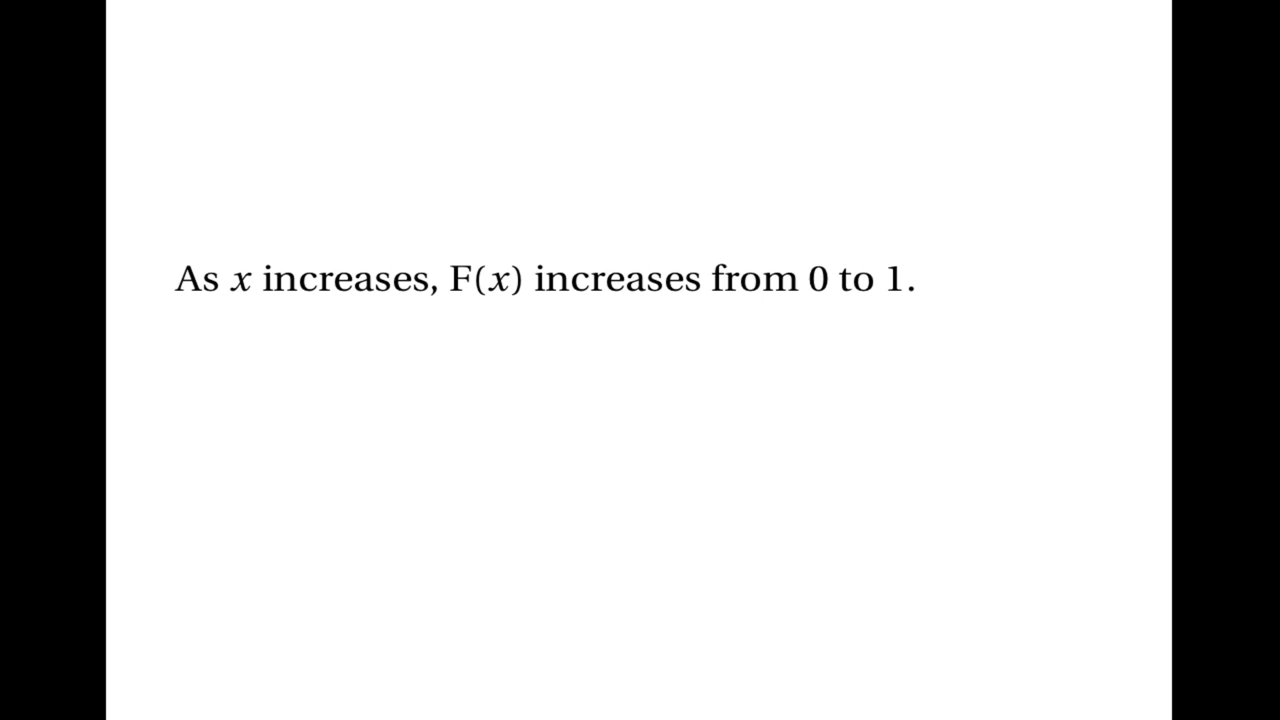 As x increases, F(x) increases from 0 to 1.